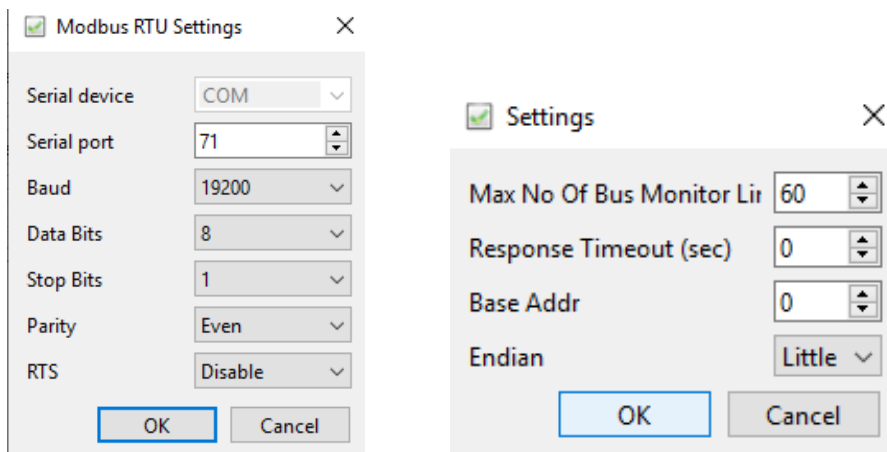 Modbus RTU Settings
Serial device COM
Serial port 71
Baud 19200
Data Bits 8
Stop Bits 1
Parity Even
RTS Disable
OK Cancel
Settings
Max No Of Bus Monitor Lir 60
Response Timeout (sec) 0
Base Addr 0
Endian Little
OK Cancel